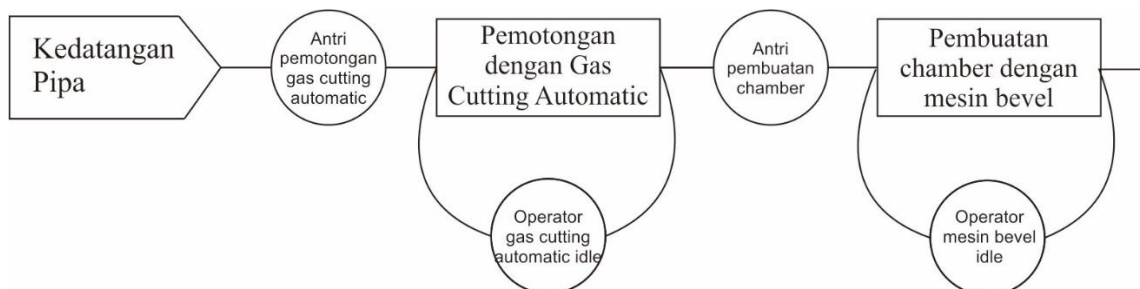 Kedatangan
Pipa
Antri
pemotongan
gas cutting
automatic
Pemotongan
dengan Gas
Cutting Automatic
Antri
pembuatan
chamber
Pembuatan
chamber dengan
mesin bevel
Operator
gas cutting
automatic idle
Operator
mesin bevel
idle